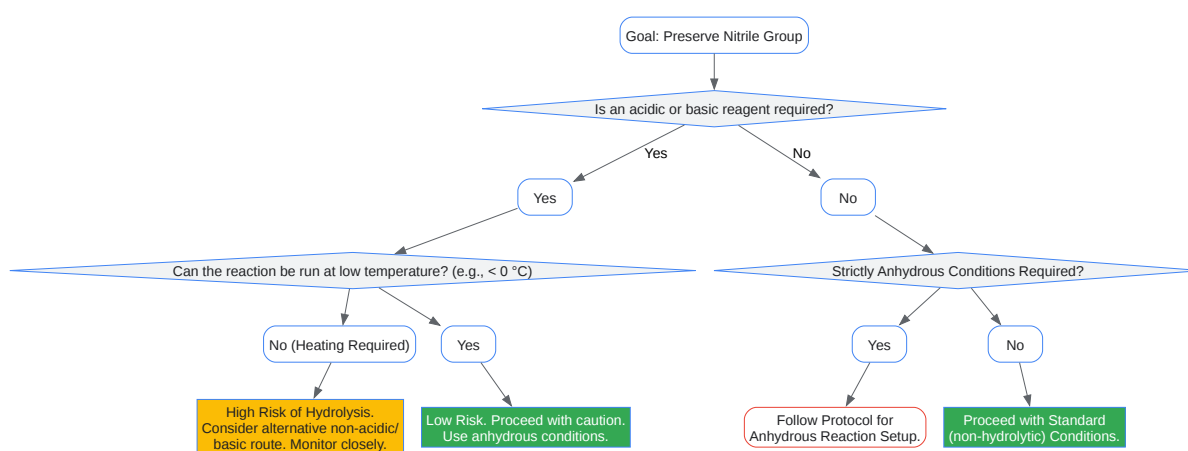 Goal: Preserve Nitrile Group
Is an acidic or basic reagent required?
Yes
No
Yes
No
Can the reaction be run at low temperature? (e.g., < 0 °C)
Strictly Anhydrous Conditions Required?
No (Heating Required)
Yes
Yes
No
High Risk of Hydrolysis.
Consider alternative non-acidic/
basic route. Monitor closely.
Low Risk. Proceed with caution.
Use anhydrous conditions.
Follow Protocol for
Anhydrous Reaction Setup.
Proceed with Standard
(non-hydrolytic) Conditions.